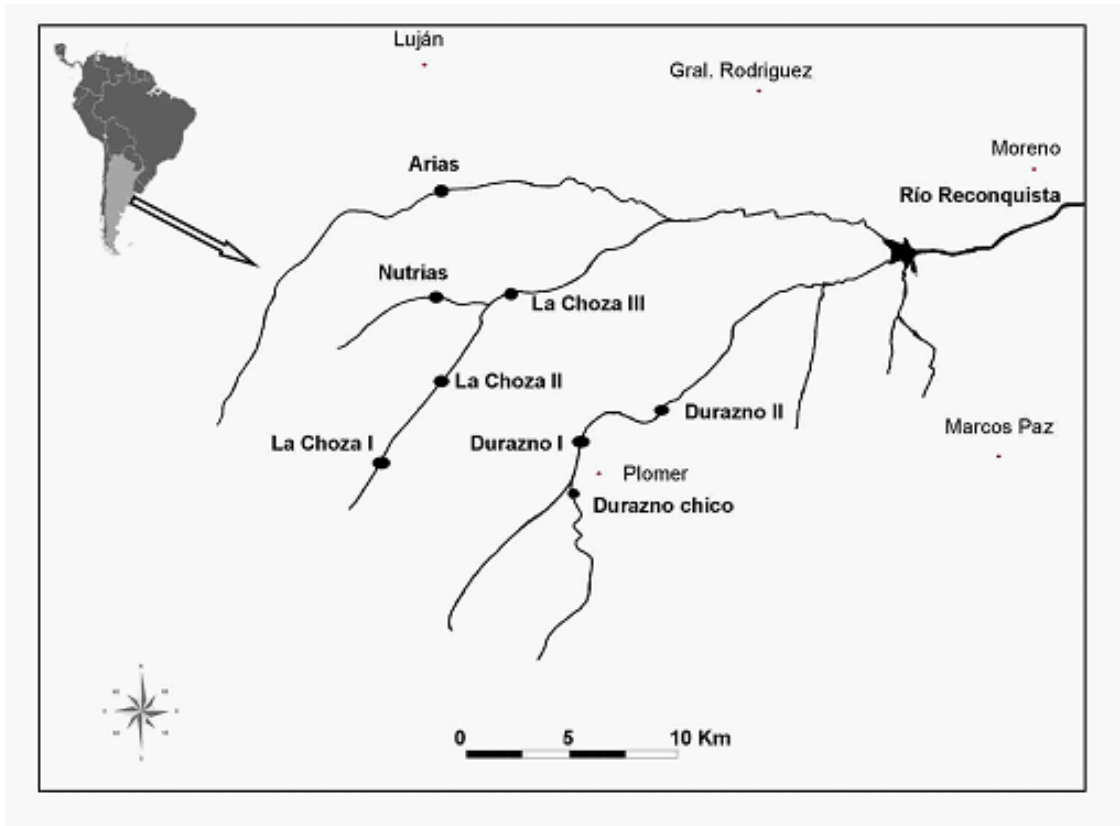 Luján
Gral. Rodriguez
Moreno
Arias
Río Reconquista
Nutrias
La Choza III
La Choza II
Durazno II
Marcos Paz
La Choza I
Durazno I
Plomer
Durazno chico
0 5 10 Km